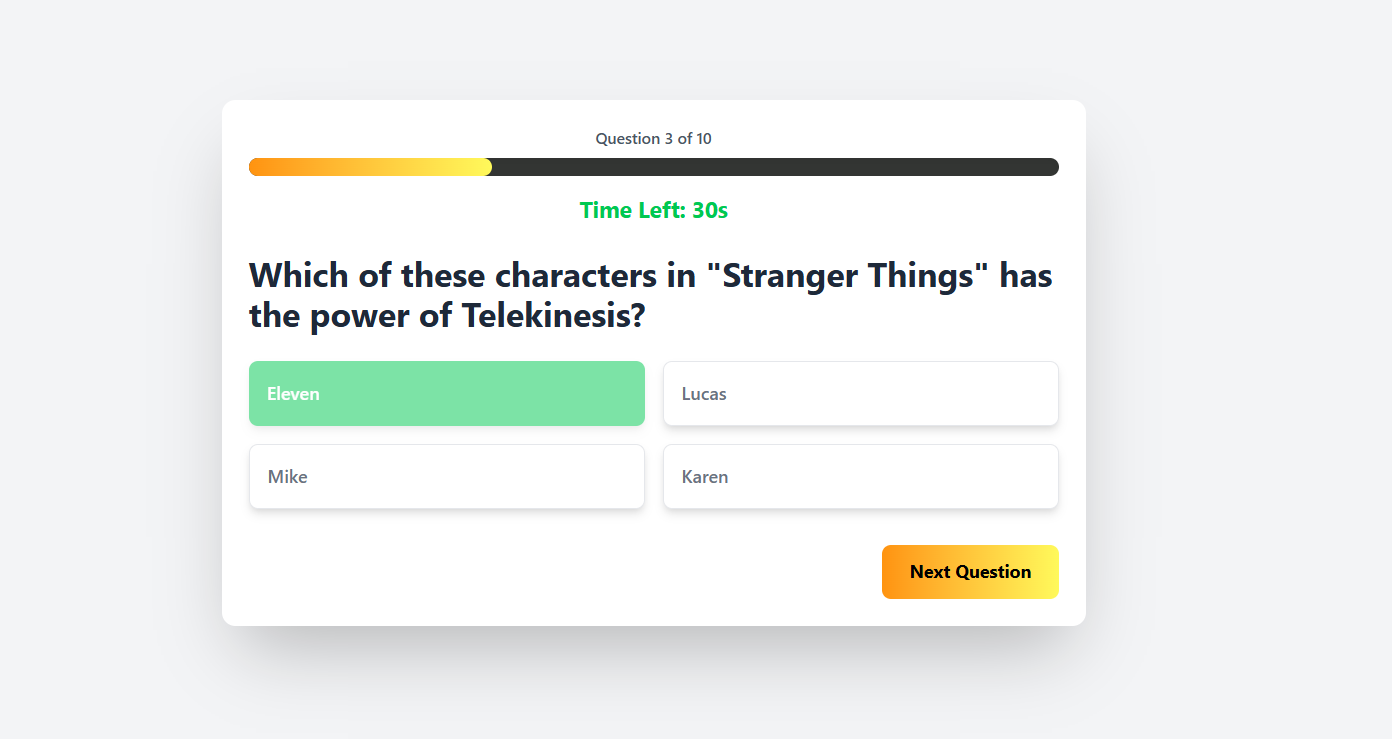 Question 3 of 10
Time Left: 30s
Which of these characters in "Stranger Things" has
the power of Telekinesis?
Eleven
Lucas
Mike
Karen
Next Question